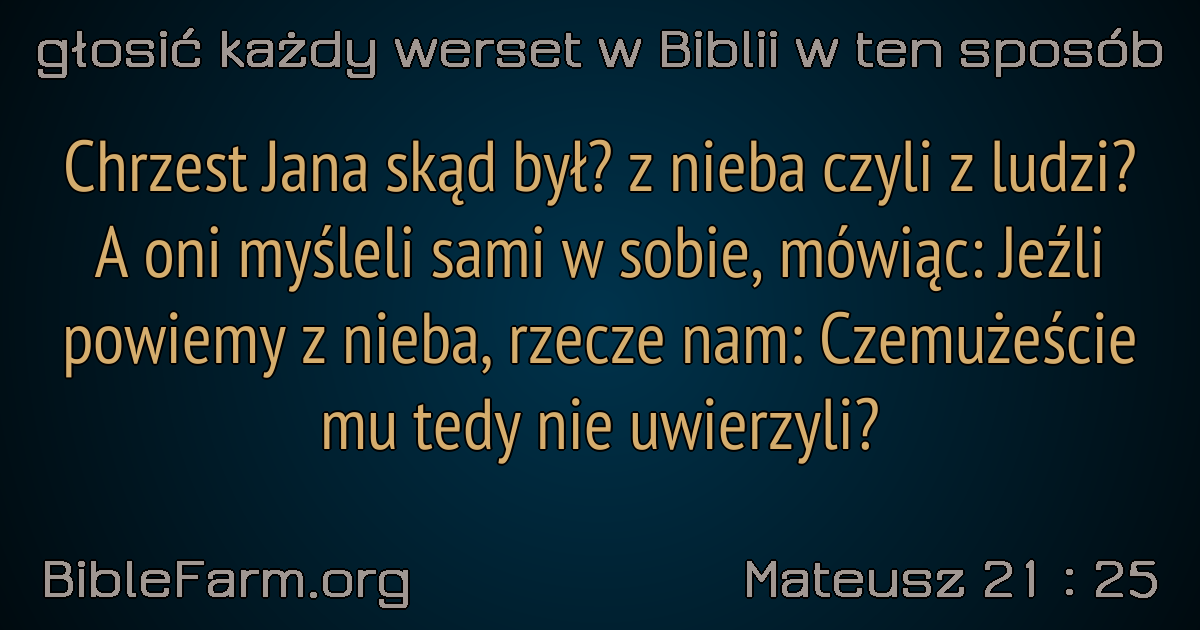 głosić każdy werset w Biblii w ten sposób
Chrzest Jana skąd był? z nieba czyli z ludzi?
A oni myśleli sami w sobie, mówiąc: Jeźli
powiemy z nieba, rzecze nam: Czemużeście
mu tedy nie uwierzyli?
BibleFarm.org
Mateusz 21 : 25